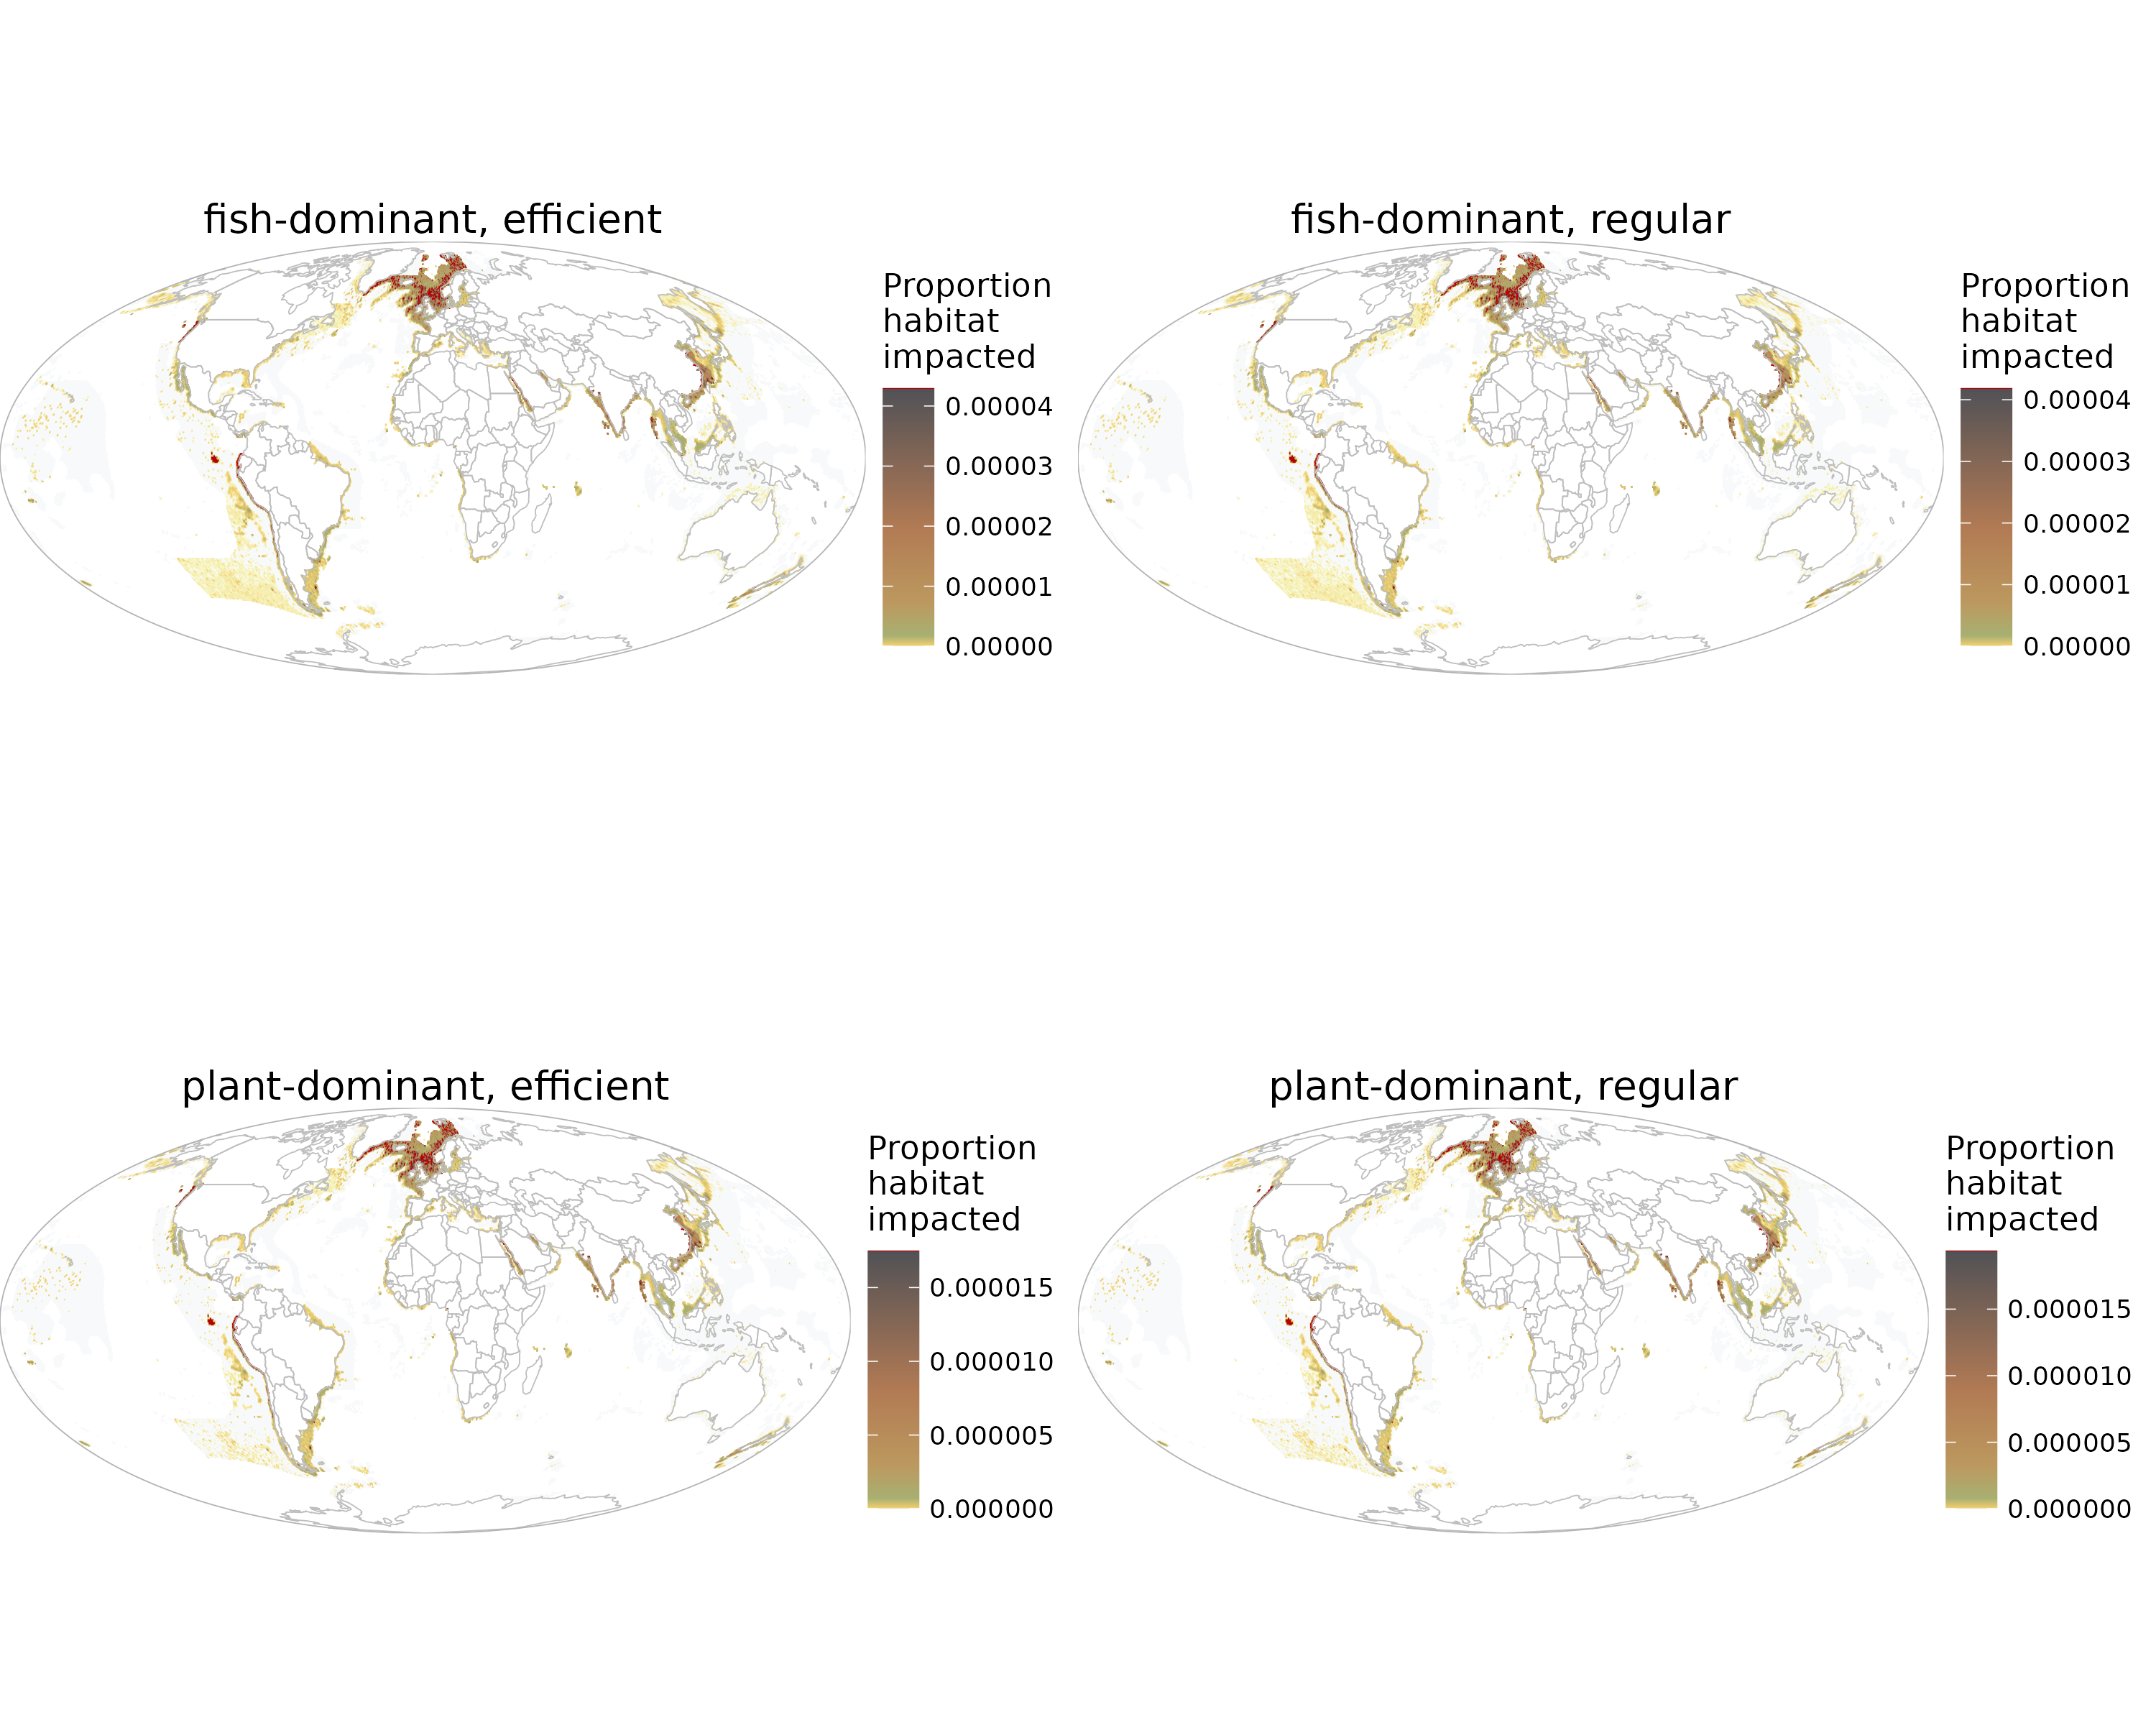 fish-dominant, efficient
Proportion
habitat
impacted
0.00004
0.00003
0.00002
0.00001
0.00000
fish-dominant, regular
Proportion
habitat
impacted
0.00004
0.00003
0.00002
0.00001
0.00000
plant-dominant, efficient
Proportion
habitat
impacted
0.000015
0.000010
0.000005
0.000000
plant-dominant, regular
Proportion
habitat
impacted
0.000015
0.000010
0.000005
0.000000